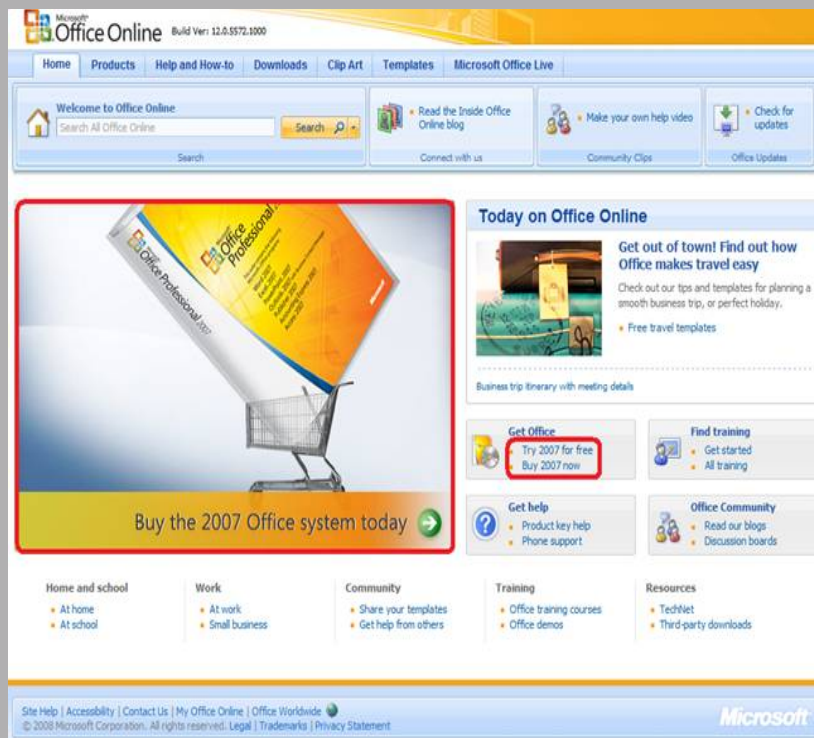 Microsoft
Office Online Build Ver: 12.0.5572.1000
Home Products Help and How-to Downloads Clip Art Templates Microsoft Office Live
Welcome to Office Online
Search All Office Online
Search
Search
Read the Inside Office
Online blog
Connect with us
Make your own help video
Community Clips
Check for
updates
Office Updates
Office
Professional
Office Professional 2007
Microsoft
Buy the 2007 Office system today
Today on Office Online
Get out of town! Find out how
Office makes travel easy
Check out our tips and templates for planning a
smooth business trip, or perfect holiday.
Free travel templates
Business trip itinerary with meeting details
Get Office
Try 2007 for free
Buy 2007 now
Find training
Get started
All training
Get help
Product key help
Phone support
Office Community
Read our blogs
Discussion boards
Home and school
At home
At school
Work
At work
Small business
Community
Share your templates
Get help from others
Training
Office training courses
Office demos
Resources
TechNet
Third-party downloads
Site Help | Accessibility | Contact Us | My Office Online | Office Worldwide
© 2008 Microsoft Corporation. All rights reserved. Legal | Trademarks | Privacy Statement
Microsoft